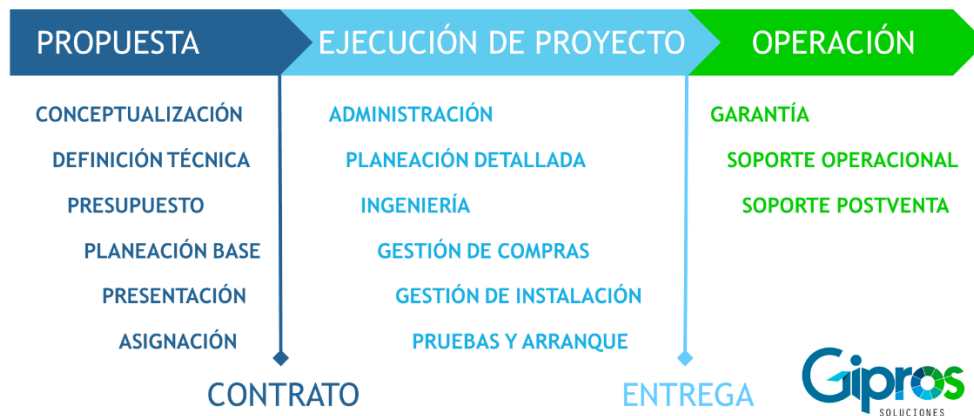 PROPUESTA
EJECUCIÓN DE PROYECTO
OPERACIÓN
CONCEPTUALIZACIÓN
DEFINICIÓN TÉCNICA
PRESUPUESTO
PLANEACIÓN BASE
PRESENTACIÓN
ASIGNACIÓN
CONTRATO
ADMINISTRACIÓN
PLANEACIÓN DETALLADA
INGENIERÍA
GESTIÓN DE COMPRAS
GESTIÓN DE INSTALACIÓN
PRUEBAS Y ARRANQUE
ENTREGA
GARANTÍA
SOPORTE OPERACIONAL
SOPORTE POSTVENTA
Gipros
SOLUCIONES